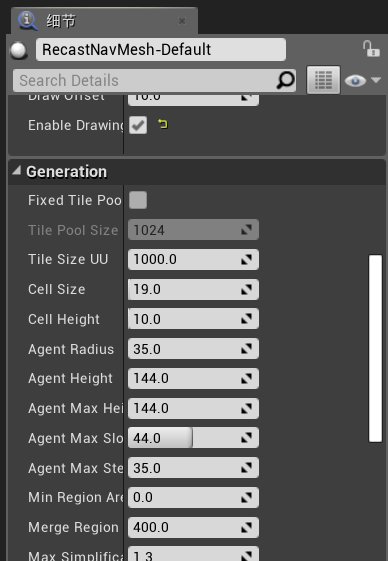 细节
RecastNavMesh-Default
Search Details
Draw Offset 10.0
Enable Drawing
Generation
Fixed Tile Poo
Tile Pool Size 1024
Tile Size UU 1000.0
Cell Size 19.0
Cell Height 10.0
Agent Radius 35.0
Agent Height 144.0
Agent Max Hei 144.0
Agent Max Slo 44.0
Agent Max Ste 35.0
Min Region Are 0.0
Merge Region 400.0
Max Simplifica 1.3